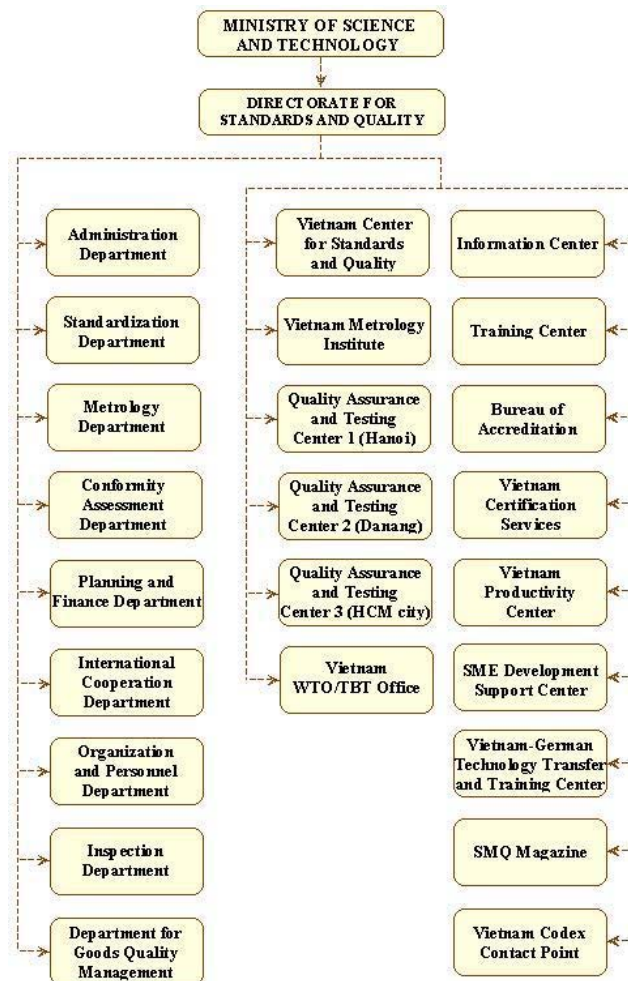 MINISTRY OF SCIENCE
AND TECHNOLOGY
DIRECTORATE FOR
STANDARDS AND QUALITY
Administration
Department
Standardization
Department
Metrology
Department
Conformity
Assessment
Department
Planning and
Finance Department
International
Cooperation
Department
Organization
and Personnel
Department
Inspection
Department
Department for
Goods Quality
Management
Vietnam Center
for Standards
and Quality
Vietnam Metrology
Institute
Quality Assurance
and Testing
Center 1 (Hanoi)
Quality Assurance
and Testing
Center 2 (Danang)
Quality Assurance
and Testing
Center 3 (HCM city)
Vietnam
WTO/TBT Office
Information Center
Training Center
Bureau of
Accreditation
Vietnam
Certification
Services
Vietnam
Productivity
Center
SME Development
Support Center
Vietnam-German
Technology Transfer
and Training Center
SMQ Magazine
Vietnam Codex
Contact Point